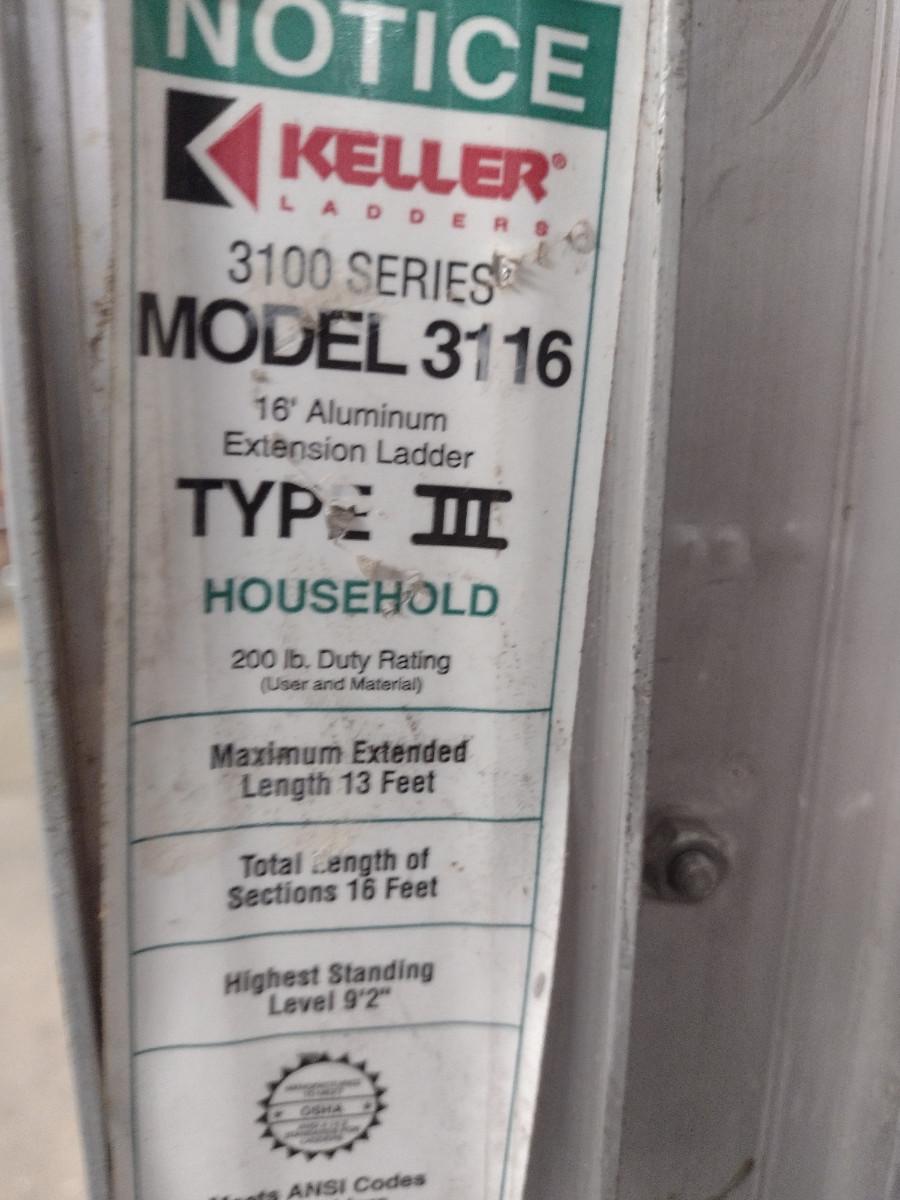 NOTICE
KELLER®
LADDERS
3100 SERIES
MODEL 3116
16' Aluminum
Extension Ladder
TYPE III
HOUSEHOLD
200 lb. Duty Rating
(User and Material)
Maximum Extended
Length 13 Feet
Total Length of
Sections 16 Feet
Highest Standing
Level 9'2"
OSHA
Meets ANSI Codes